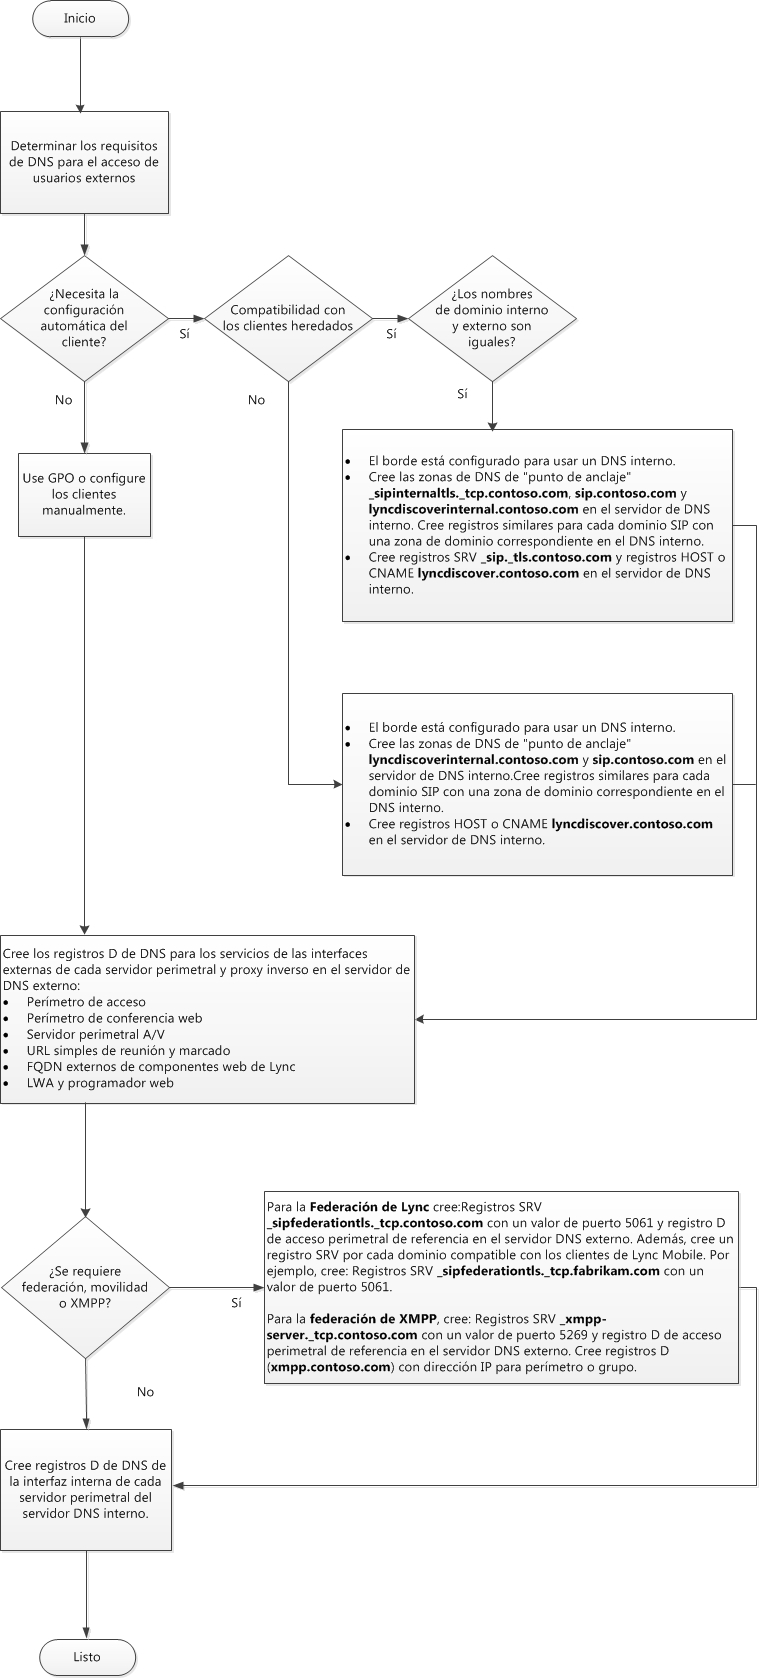 Inicio
Determinar los requisitos
de DNS para el acceso de
usuarios externos
¿Necesita la
configuración
automática del
cliente?
Sí
No
Compatibilidad con
los clientes heredados
Sí
No
¿Los nombres
de dominio interno
y externo son
iguales?
Sí
Use GPO o configure
los clientes
manualmente.
• El borde está configurado para usar un DNS interno.
• Cree las zonas de DNS de "punto de anclaje"
_sipinternaltls._tcp.contoso.com, sip.contoso.com y
lyncdiscoverinternal.contoso.com en el servidor de DNS
interno. Cree registros similares para cada dominio SIP con
una zona de dominio correspondiente en el DNS interno.
• Cree registros SRV _sip._tls.contoso.com y registros HOST o
CNAME lyncdiscover.contoso.com en el servidor de DNS
interno.
• El borde está configurado para usar un DNS interno.
• Cree las zonas de DNS de "punto de anclaje"
lyncdiscoverinternal.contoso.com y sip.contoso.com en el
servidor de DNS interno.Cree registros similares para cada
dominio SIP con una zona de dominio correspondiente en el
DNS interno.
• Cree registros HOST o CNAME lyncdiscover.contoso.com
en el servidor de DNS interno.
Cree los registros D de DNS para los servicios de las interfaces
externas de cada servidor perimetral y proxy inverso en el servidor de
DNS externo:
• Perímetro de acceso
• Perímetro de conferencia web
• Servidor perimetral A/V
• URL simples de reunión y marcado
• FQDN externos de componentes web de Lync
• LWA y programador web
¿Se requiere
federación, movilidad
o XMPP?
Sí
No
Para la Federación de Lync cree:Registros SRV
_sipfederationtls._tcp.contoso.com con un valor de puerto 5061 y registro D
de acceso perimetral de referencia en el servidor DNS externo. Además, cree un
registro SRV por cada dominio compatible con los clientes de Lync Mobile. Por
ejemplo, cree: Registros SRV _sipfederationtls._tcp.fabrikam.com con un
valor de puerto 5061.
Para la federación de XMPP, cree: Registros SRV _xmpp-
server._tcp.contoso.com con un valor de puerto 5269 y registro D de acceso
perimetral de referencia en el servidor DNS externo. Cree registros D
(xmpp.contoso.com) con dirección IP para perímetro o grupo.
Cree registros D de DNS de
la interfaz interna de cada
servidor perimetral del
servidor DNS interno.
Listo